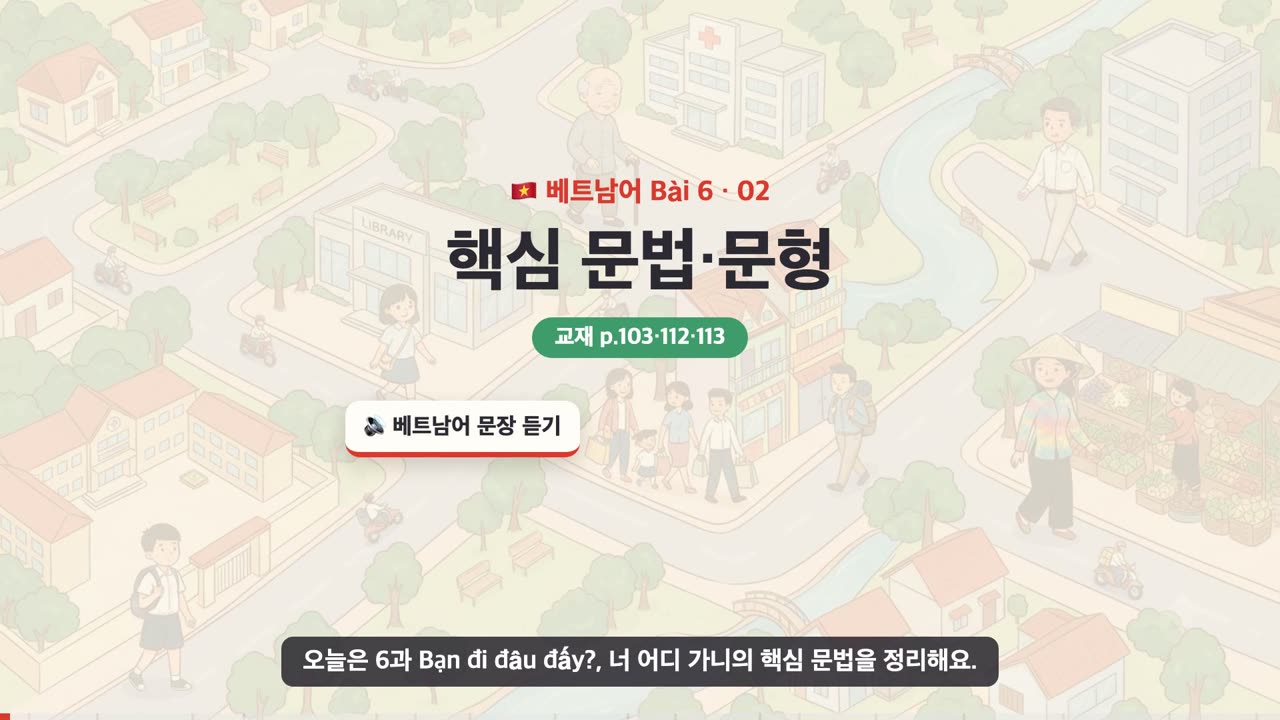 LIBRARY
🇻🇳 베트남어 Bài 6 · 02
핵심 문법·문형
교재 p.103·112·113
🔊 베트남어 문장 듣기
오늘은 6과 Bạn đi đâu đấy?, 너 어디 가니의 핵심 문법을 정리해요.